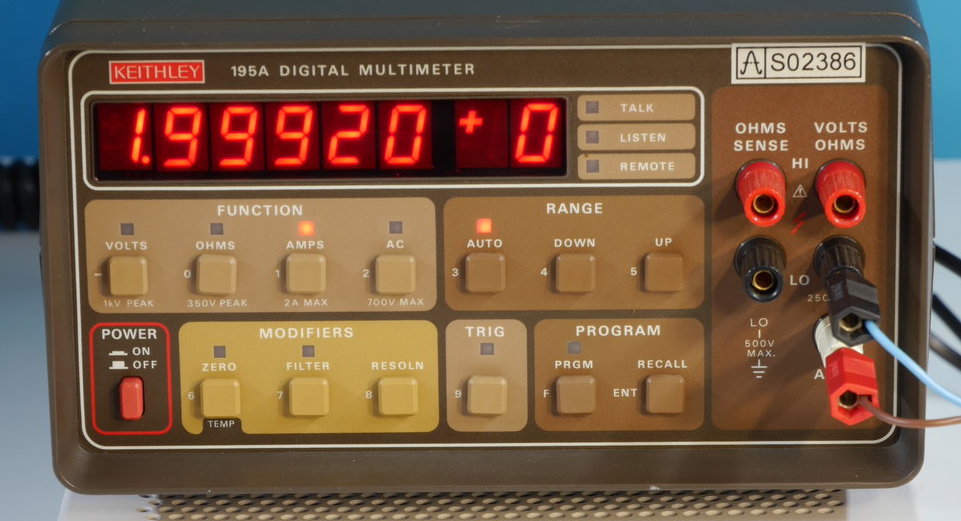 KEITHLEY 195A DIGITAL MULTIMETER
A S02386
1.99920 + 0
TALK
LISTEN
REMOTE
OHMS SENSE
VOLTS OHMS
HI
FUNCTION
VOLTS OHMS AMPS AC
- 0 1 2
1kV PEAK 350V PEAK 2A MAX 700V MAX
RANGE
AUTO DOWN UP
3 4 5
LO
LO
500V
MAX.
POWER
ON
OFF
MODIFIERS
ZERO FILTER RESOLN
6 7 8
TEMP
TRIG
9
PROGRAM
PRGM RECALL
F ENT